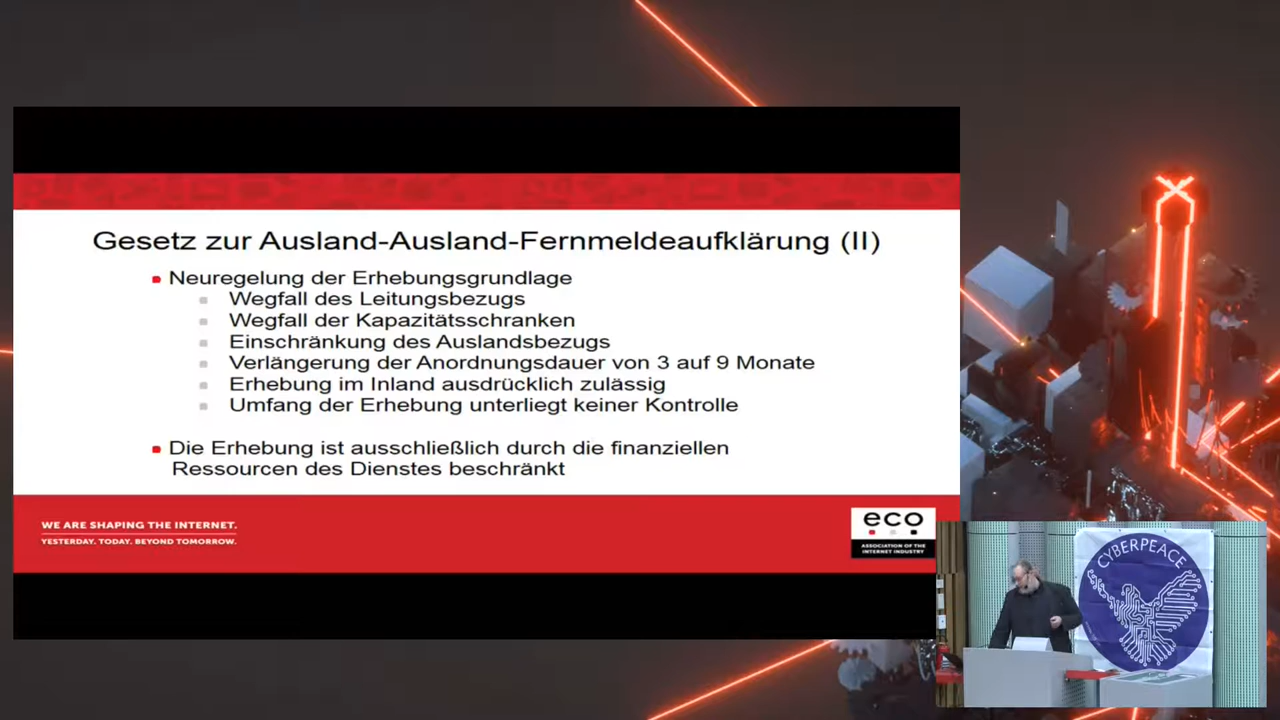 Gesetz zur Ausland-Ausland-Fernmeldeaufklärung (II)
Neuregelung der Erhebungsgrundlage
Wegfall des Leitungsbezugs
Wegfall der Kapazitätsschranken
Einschränkung des Auslandsbezugs
Verlängerung der Anordnungsdauer von 3 auf 9 Monate
Erhebung im Inland ausdrücklich zulässig
Umfang der Erhebung unterliegt keiner Kontrolle
Die Erhebung ist ausschließlich durch die finanziellen
Ressourcen des Dienstes beschränkt
WE ARE SHAPING THE INTERNET.
YESTERDAY. TODAY. BEYOND TOMORROW.
eco
ASSOCIATION OF THE
INTERNET INDUSTRY
CYBERPEACE